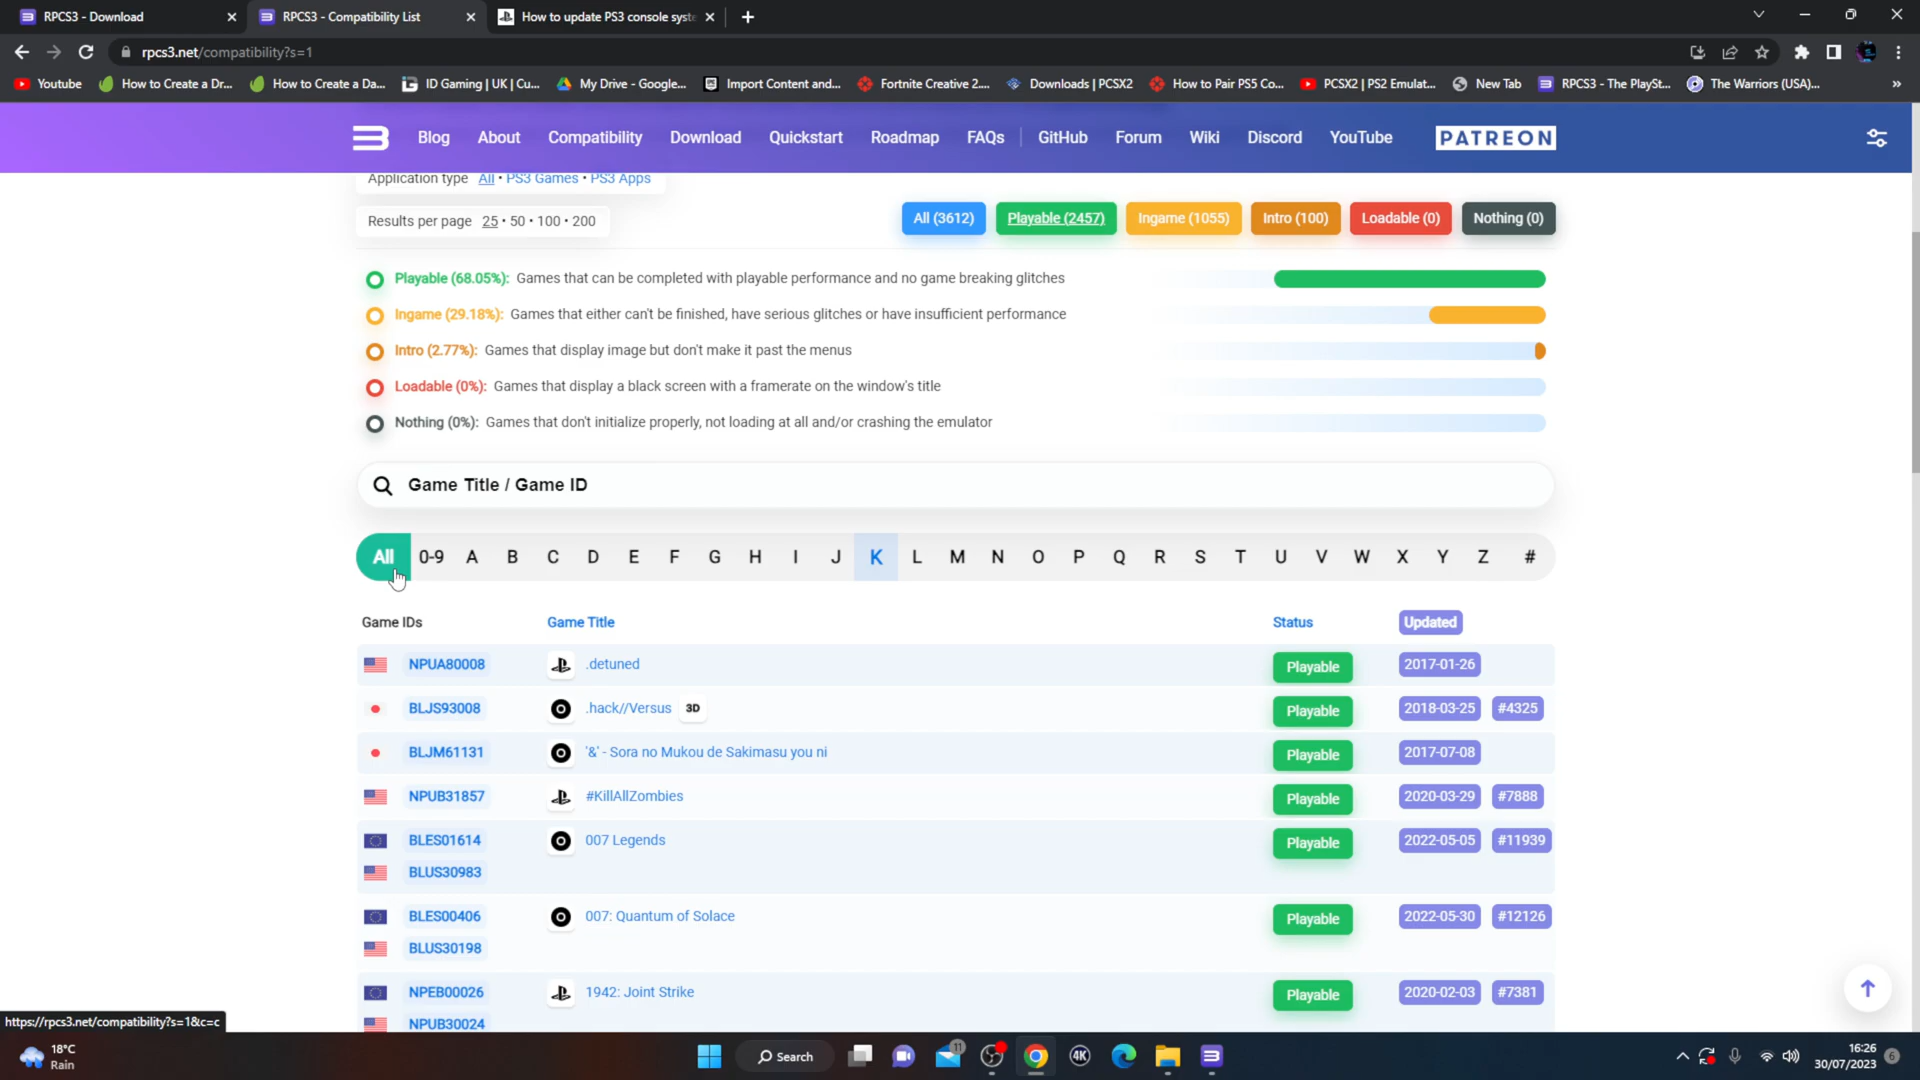 RPCS3 - Download
RPCS3 - Compatibility List
How to update PS3 console syste
rpcs3.net/compatibility?s=1
Youtube
How to Create a Dr...
How to Create a Da...
ID Gaming | UK | Cu...
My Drive - Google...
Import Content and...
Fortnite Creative 2....
Downloads | PCSX2
How to Pair PS5 Co...
PCSX2 | PS2 Emulat...
New Tab
RPCS3 - The PlaySt...
The Warriors (USA)...
»
Blog
About
Compatibility
Download
Quickstart
Roadmap
FAQs
GitHub
Forum
Wiki
Discord
YouTube
PATREON
Application type All • PS3 Games • PS3 Apps
Results per page 25 • 50 • 100 • 200
All (3612)
Playable (2457)
Ingame (1055)
Intro (100)
Loadable (0)
Nothing (0)
Playable (68.05%): Games that can be completed with playable performance and no game breaking glitches
Ingame (29.18%): Games that either can't be finished, have serious glitches or have insufficient performance
Intro (2.77%): Games that display image but don't make it past the menus
Loadable (0%): Games that display a black screen with a framerate on the window's title
Nothing (0%): Games that don't initialize properly, not loading at all and/or crashing the emulator
Game Title / Game ID
All 0-9 A B C D E F G H I J K L M N O P Q R S T U V W X Y Z #
Game IDs Game Title Status Updated
NPUA80008 .detuned Playable 2017-01-26
BLJS93008 .hack//Versus 3D Playable 2018-03-25 #4325
BLJM61131 '&' - Sora no Mukou de Sakimasu you ni Playable 2017-07-08
NPUB31857 #KillAllZombies Playable 2020-03-29 #7888
BLES01614 007 Legends Playable 2022-05-05 #11939
BLUS30983
BLES00406 007: Quantum of Solace Playable 2022-05-30 #12126
BLUS30198
NPEB00026 1942: Joint Strike Playable 2020-02-03 #7381
NPUB30024
https://rpcs3.net/compatibility?s=1&c=c
18°C
Rain
Search
11
4K
16:26
30/07/2023
6